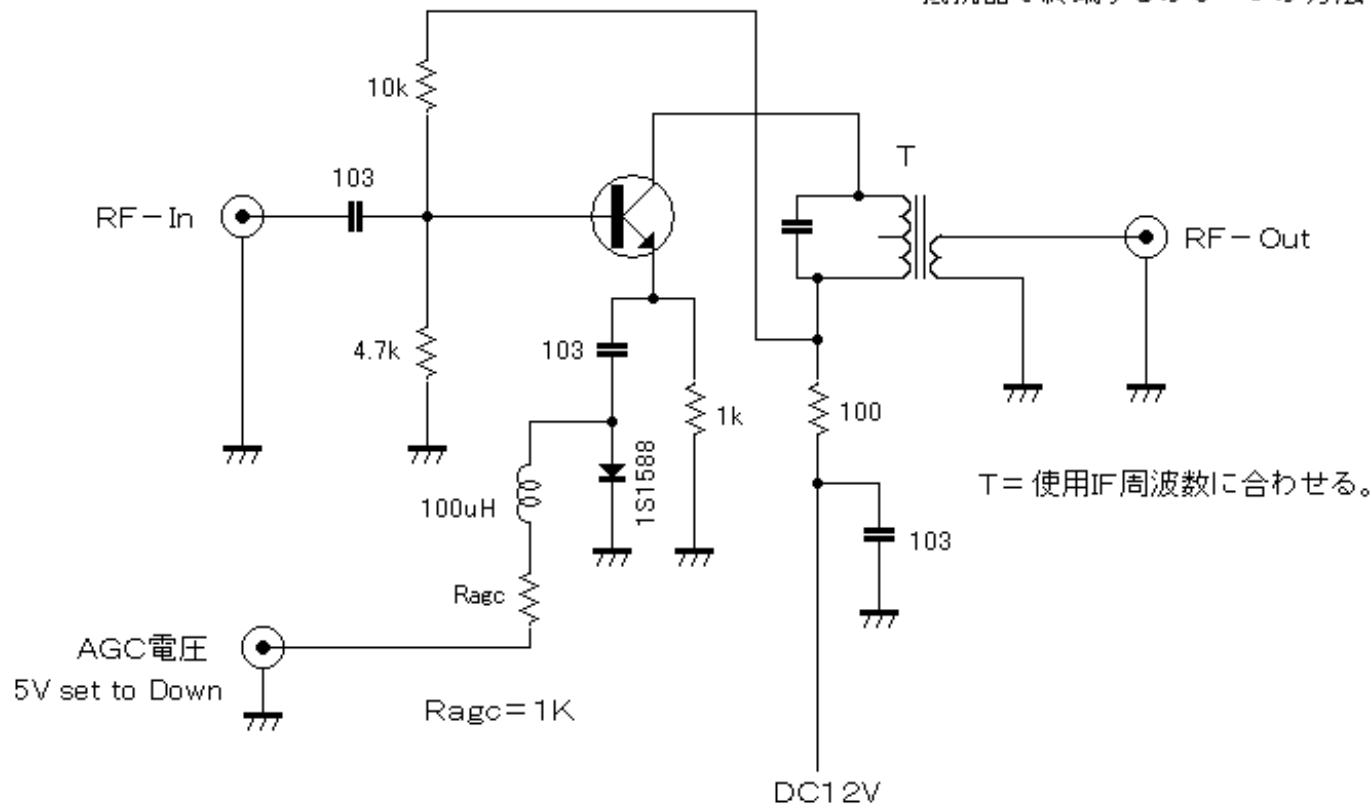 10k
T
103
RF-In
RF-Out
4.7k
103
1k
100
1S1588
100uH
T=使用IF周波数に合わせる。
103
Ragc
AGC電圧
5V set to Down
Ragc=1K
DC12V